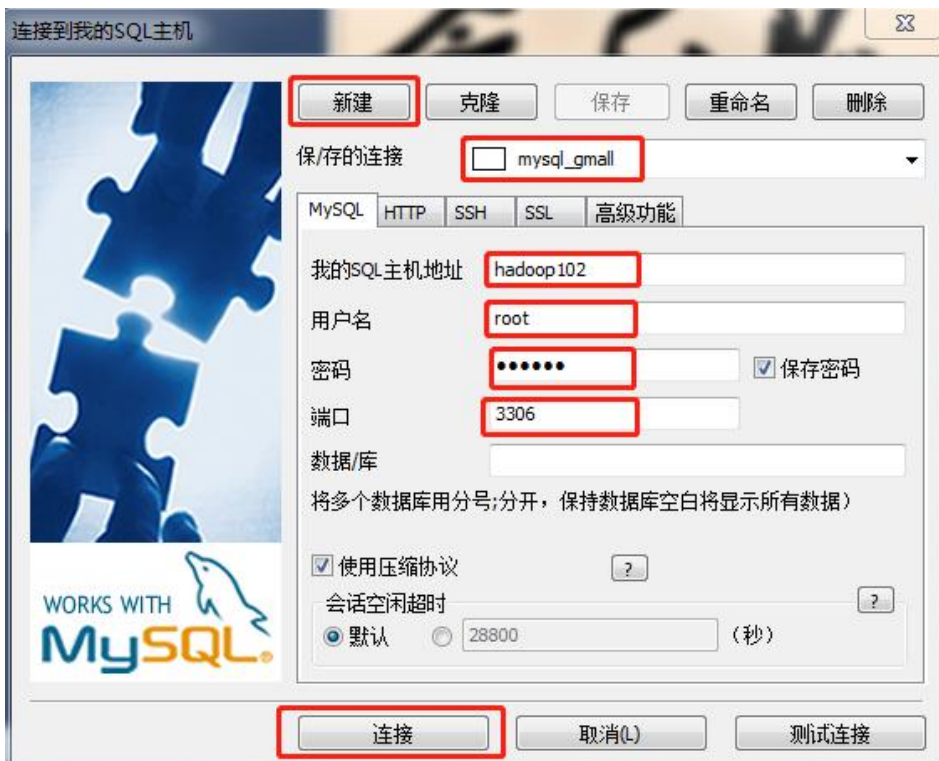 连接到我的SQL主机
新建 克隆 保存 重命名 删除
保/存的连接 mysql_gmall
MySQL HTTP SSH SSL 高级功能
我的SQL主机地址 hadoop102
用户名 root
密码 •••••• 保存密码
端口 3306
数据/库
将多个数据库用分号;分开，保持数据库空白将显示所有数据）
使用压缩协议 ?
会话空闲超时 ?
默认 28800 （秒）
WORKS WITH
MySQL®
连接 取消(L) 测试连接